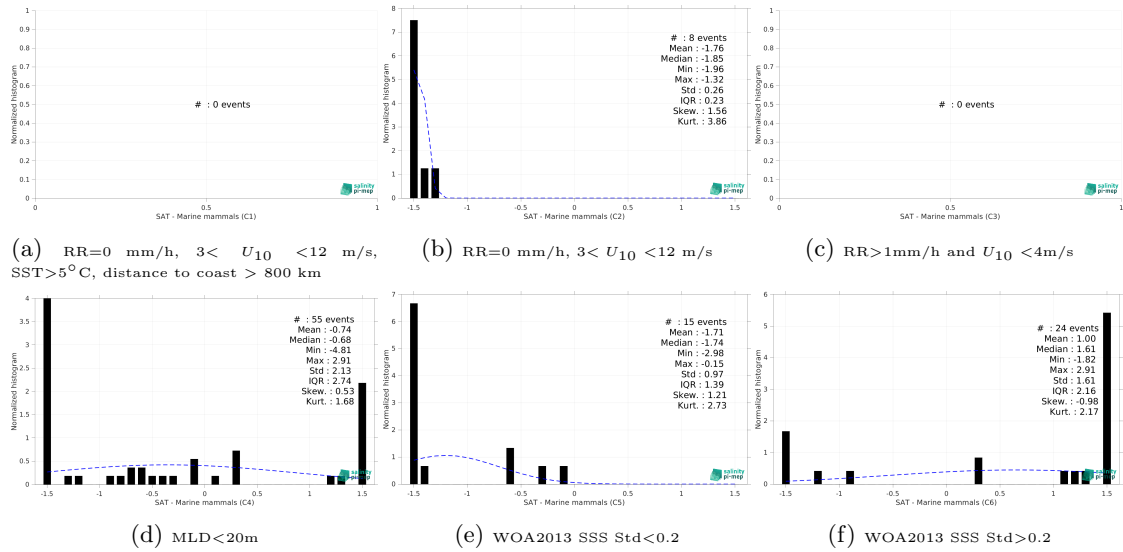 1
0.9
0.8
0.7
0.6
0.5
0.4
0.3
0.2
0.1
0
Normalized histogram
# : 0 events
salinity
pi-mep
0 0.5 1
SAT - Marine mammals (C1)
(a) RR=0 mm/h, 3< U10 <12 m/s,
SST>5°C, distance to coast > 800 km
8
7
6
5
4
3
2
1
0
Normalized histogram
# : 8 events
Mean : -1.76
Median : -1.85
Min : -1.96
Max : -1.32
Std : 0.26
IQR : 0.23
Skew. : 1.56
Kurt. : 3.86
salinity
pi-mep
-1.5 -1 -0.5 0 0.5 1 1.5
SAT - Marine mammals (C2)
(b) RR=0 mm/h, 3< U10 <12 m/s
1
0.9
0.8
0.7
0.6
0.5
0.4
0.3
0.2
0.1
0
Normalized histogram
# : 0 events
salinity
pi-mep
0 0.5 1
SAT - Marine mammals (C3)
(c) RR>1mm/h and U10 <4m/s
4
3.5
3
2.5
2
1.5
1
0.5
0
Normalized histogram
# : 55 events
Mean : -0.74
Median : -0.68
Min : -4.81
Max : 2.91
Std : 2.13
IQR : 2.74
Skew. : 0.53
Kurt. : 1.68
salinity
pi-mep
-1.5 -1 -0.5 0 0.5 1 1.5
SAT - Marine mammals (C4)
(d) MLD<20m
7
6
5
4
3
2
1
0
Normalized histogram
# : 15 events
Mean : -1.71
Median : -1.74
Min : -2.98
Max : -0.15
Std : 0.97
IQR : 1.39
Skew. : 1.21
Kurt. : 2.73
salinity
pi-mep
-1.5 -1 -0.5 0 0.5 1 1.5
SAT - Marine mammals (C5)
(e) WOA2013 SSS Std<0.2
6
5
4
3
2
1
0
Normalized histogram
# : 24 events
Mean : 1.00
Median : 1.61
Min : -1.82
Max : 2.91
Std : 1.61
IQR : 2.16
Skew. : -0.98
Kurt. : 2.17
salinity
pi-mep
-1.5 -1 -0.5 0 0.5 1 1.5
SAT - Marine mammals (C6)
(f) WOA2013 SSS Std>0.2